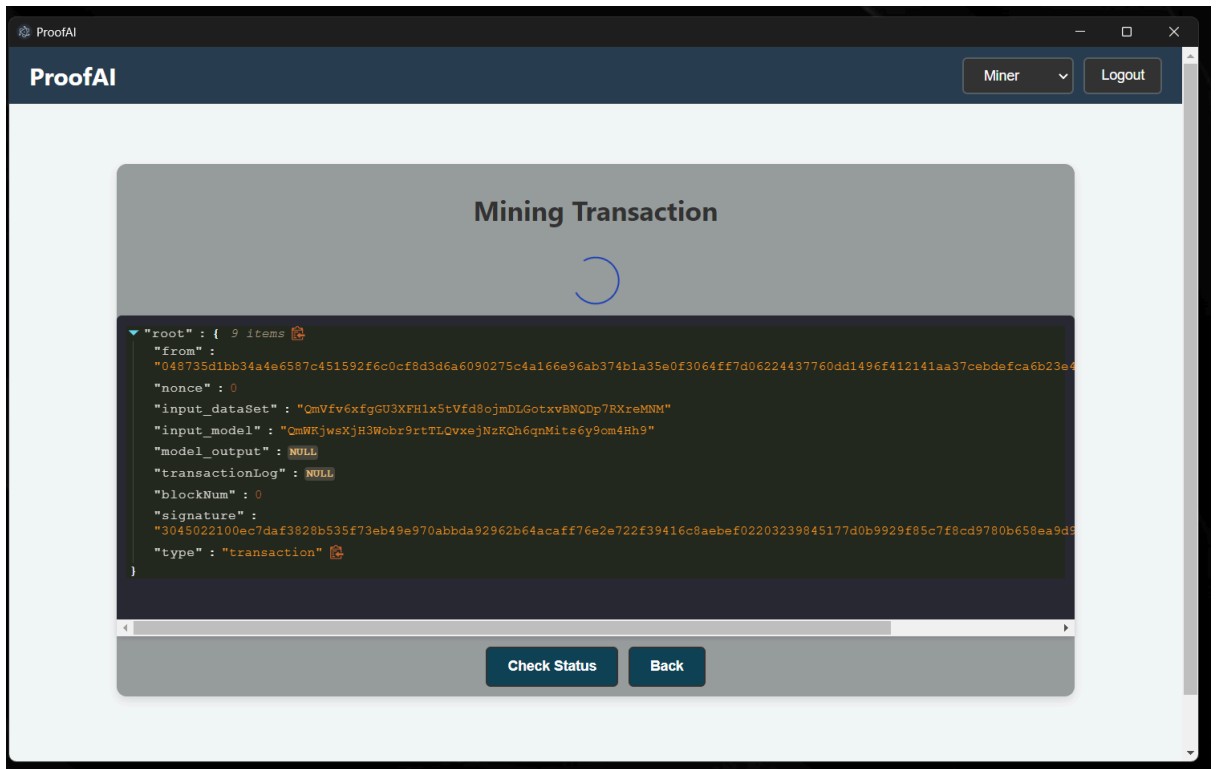 ProofAI
ProofAI
Miner
Logout
Mining Transaction
"root" : { 9 items
"from" :
"048735d1bb34a4e6587c451592f6c0cf8d3d6a6090275c4a166e96ab374b1a35e0f3064ff7d06224437760dd1496f412141aa37cebdefca6b23e4
"nonce" : 0
"input_dataSet" : "QmVfv6xfgGU3XFH1x5tVfd8ojmDLGotxvBNQDp7RXreMNM"
"input_model" : "QmWKjwsXjH3Wobr9rtTLQvxejNzKQh6qnMits6y9om4Hh9"
"model_output" : NULL
"transactionLog" : NULL
"blockNum" : 0
"signature" :
"3045022100ec7daf3828b535f73eb49e970abbda92962b64acaff76e2e722f39416c8aebef02203239845177d0b9929f85c7f8cd9780b658ea9d9
"type" : "transaction"
}
Check Status
Back